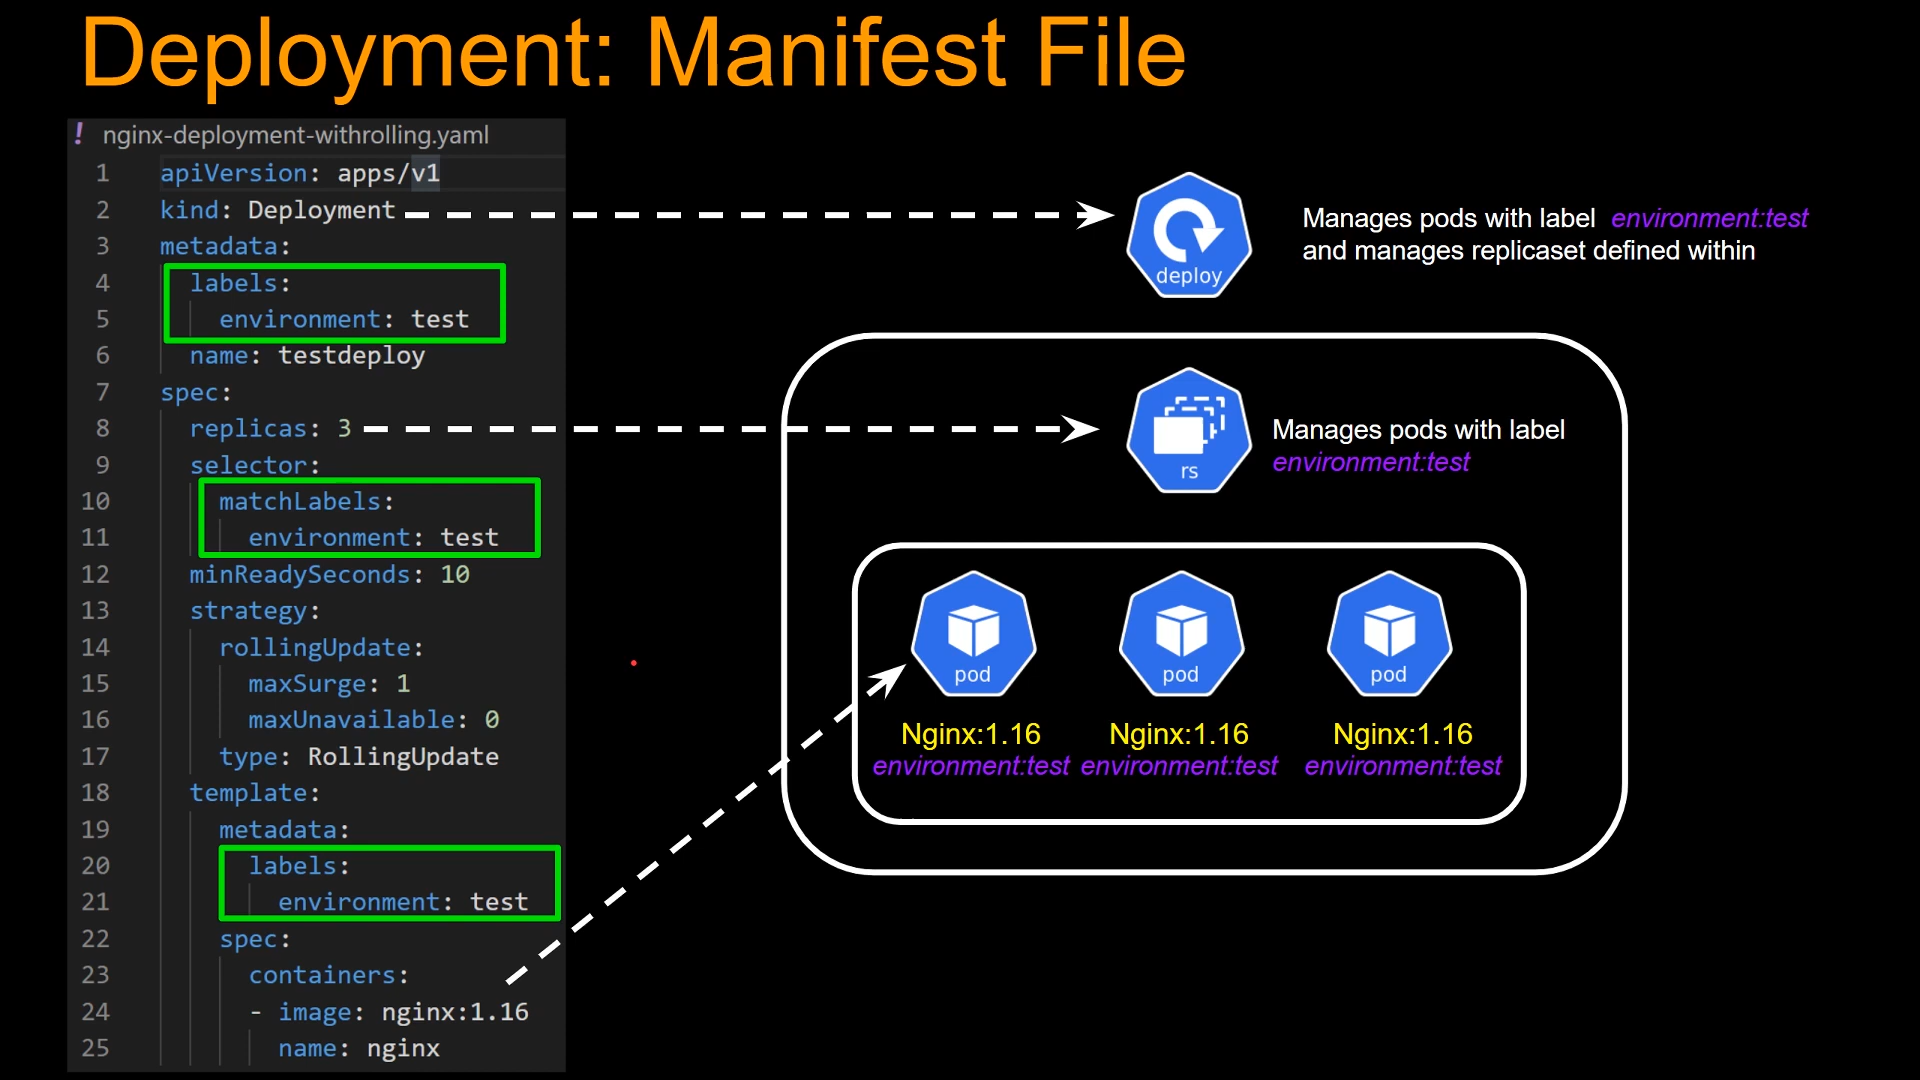 Deployment: Manifest File
! nginx-deployment-withrolling.yaml
1 apiVersion: apps/v1
2 kind: Deployment
3 metadata:
4 labels:
5 environment: test
6 name: testdeploy
7 spec:
8 replicas: 3
9 selector:
10 matchLabels:
11 environment: test
12 minReadySeconds: 10
13 strategy:
14 rollingUpdate:
15 maxSurge: 1
16 maxUnavailable: 0
17 type: RollingUpdate
18 template:
19 metadata:
20 labels:
21 environment: test
22 spec:
23 containers:
24 - image: nginx:1.16
25 name: nginx
deploy
Manages pods with label environment:test
and manages replicaset defined within
rs
Manages pods with label
environment:test
pod pod pod
Nginx:1.16 Nginx:1.16 Nginx:1.16
environment:test environment:test environment:test